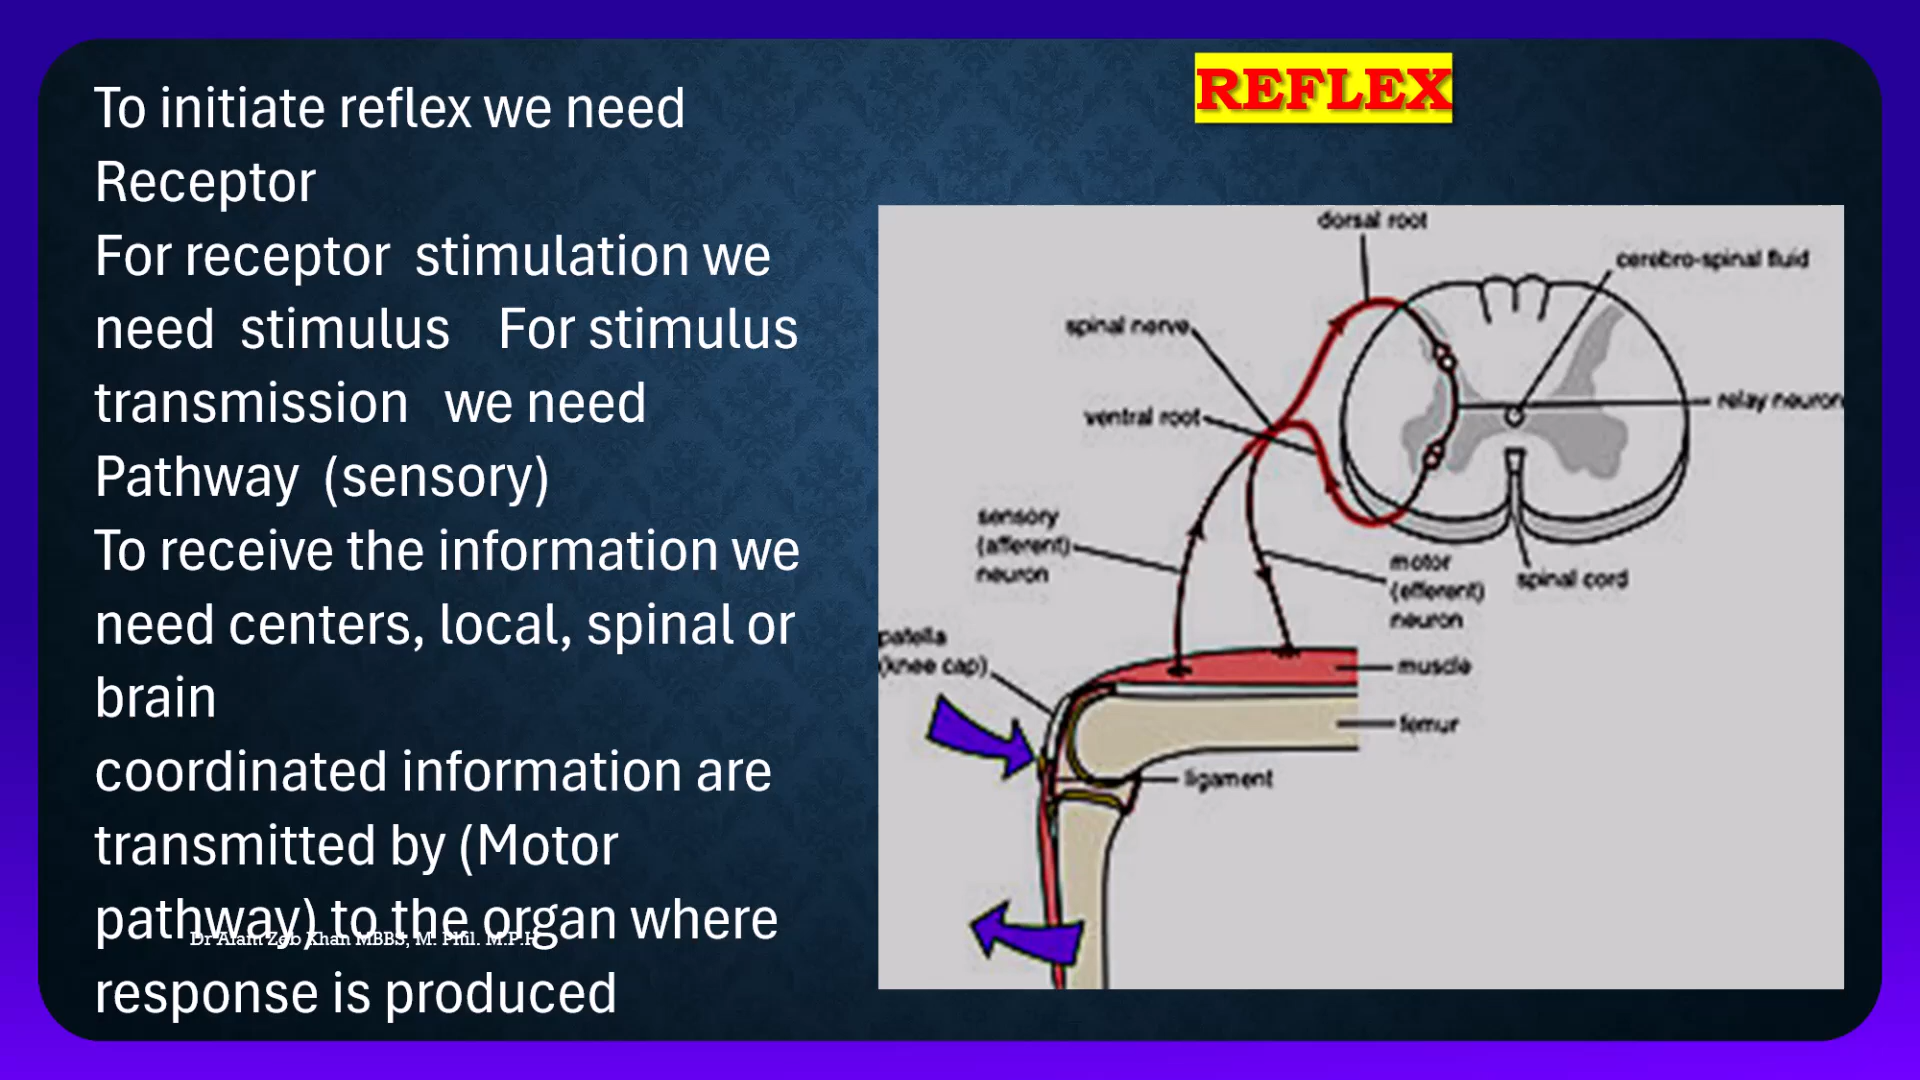 REFLEX
To initiate reflex we need
Receptor
For receptor stimulation we
need stimulus For stimulus
transmission we need
Pathway (sensory)
To receive the information we
need centers, local, spinal or
brain
coordinated information are
transmitted by (Motor
pathway) to the organ where
response is produced
Dr Alam Zeb Khan MBBS, M. Phil. M.P.H
dorsal root
cerebro-spinal fluid
spinal nerve
relay neuron
ventral root
sensory
(afferent)
neuron
motor
(efferent)
neuron
spinal cord
patella
(knee cap)
muscle
femur
ligament